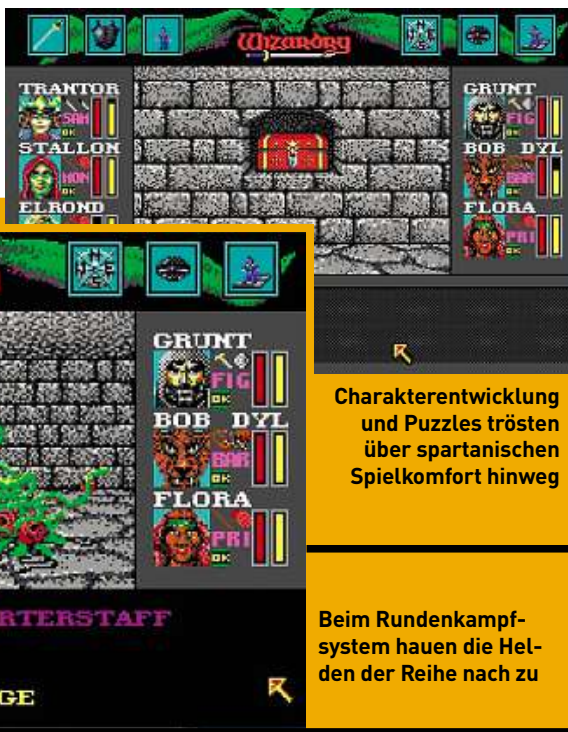 Wizardry
TRANTOR
SAM
OK
STALLON
MON
OK
ELROND
GRUNT
FIG
OK
BOB DYL
BAR
OK
FLORA
PRI
OK
N
W E
S
GRUNT
FIG
OK
BOB DYL
BAR
OK
FLORA
PRI
OK
RTERSTAFF
GE
Charakterentwicklung
und Puzzles trösten
über spartanischen
Spielkomfort hinweg
Beim Rundenkampf-
system hauen die Hel-
den der Reihe nach zu